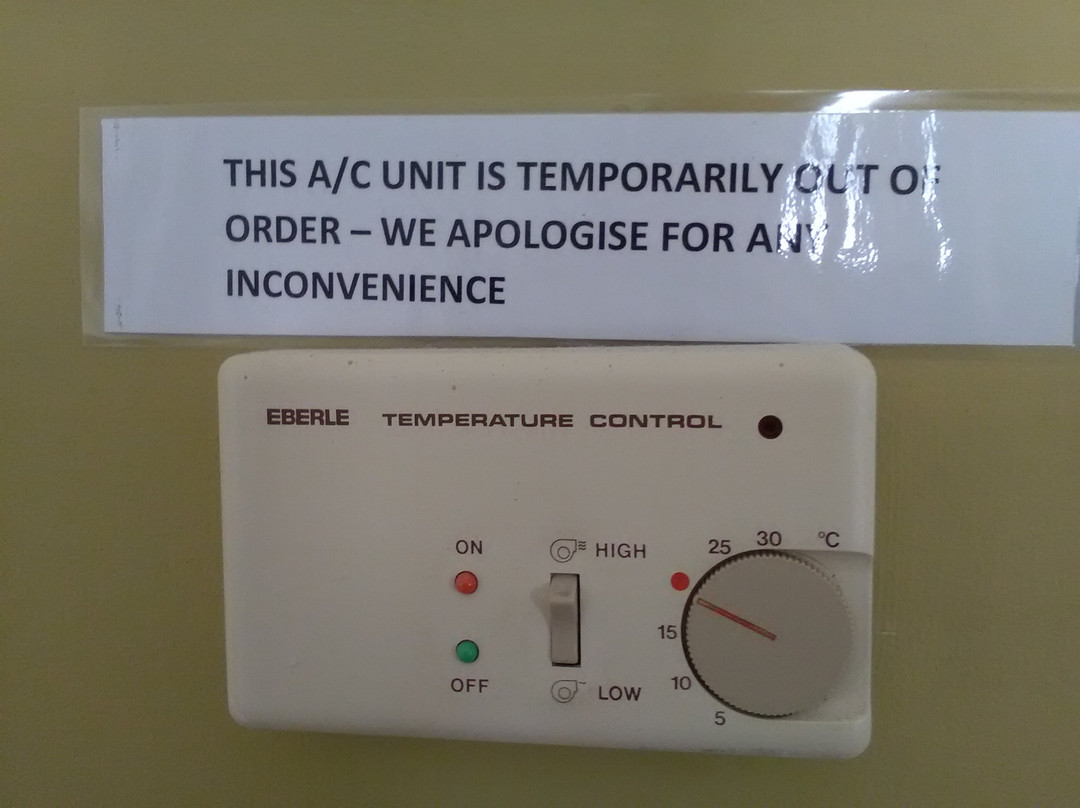 THIS A/C UNIT IS TEMPORARILY OUT OF
ORDER – WE APOLOGISE FOR ANY
INCONVENIENCE
EBERLE TEMPERATURE CONTROL
ON
HIGH
OFF
LOW
30 °C
25
15
10
5